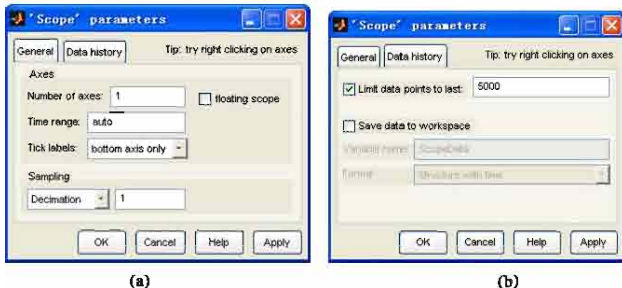 'Scope' parameters
General Data history Tip: try right clicking on axes
Axes
Number of axes: 1 floating scope
Time range: auto
Tick labels: bottom axis only
Sampling
Decimation 1
OK Cancel Help Apply
(a)
'Scope' parameters
General Data history Tip: try right clicking on axes
Limit data points to last: 5000
Save data to workspace
Variable name: ScopeData
Format: Structure with time
OK Cancel Help Apply
(b)